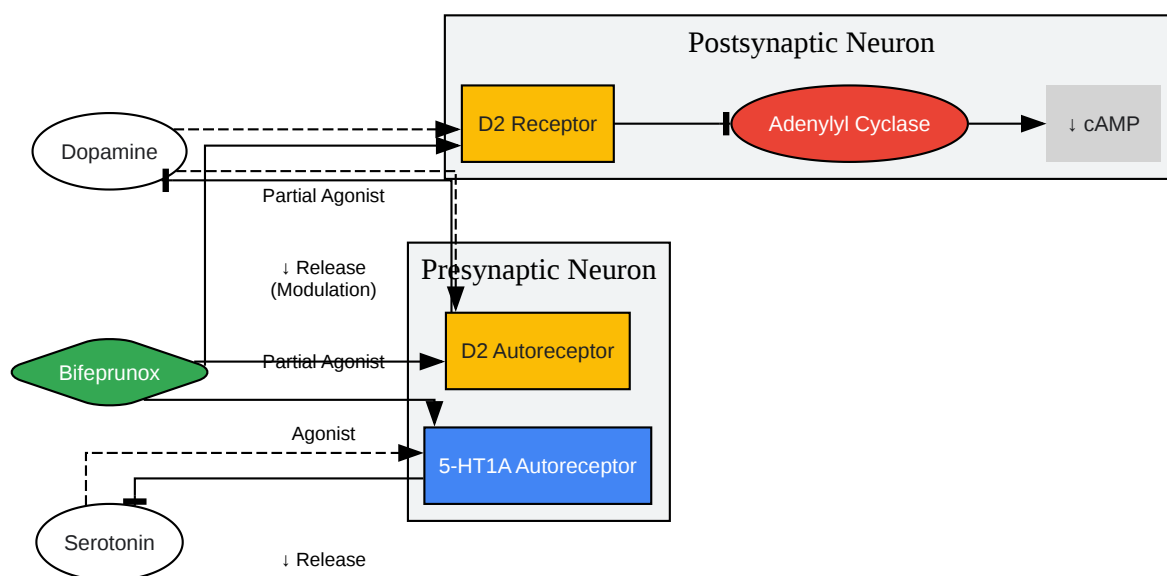 Postsynaptic Neuron
D2 Receptor
Adenylyl Cyclase
↓ cAMP
Dopamine
Partial Agonist
↓ Release
(Modulation)
Presynaptic Neuron
D2 Autoreceptor
Partial Agonist
Bifeprunox
Agonist
5-HT1A Autoreceptor
Serotonin
↓ Release